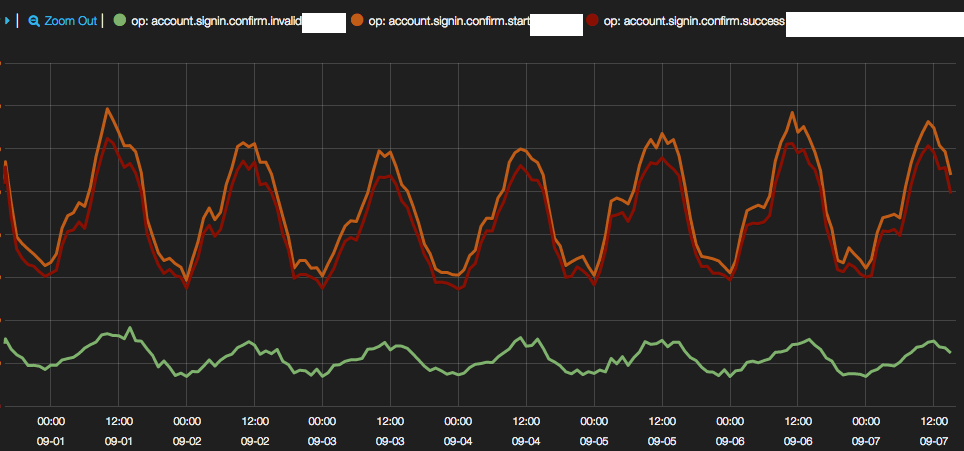 Zoom Out | op: account.signin.confirm.invalid op: account.signin.confirm.start op: account.signin.confirm.success
00:00 12:00 00:00 12:00 00:00 12:00 00:00 12:00 00:00 12:00 00:00 12:00 00:00 12:00
09-01 09-01 09-02 09-02 09-03 09-03 09-04 09-04 09-05 09-05 09-06 09-06 09-07 09-07